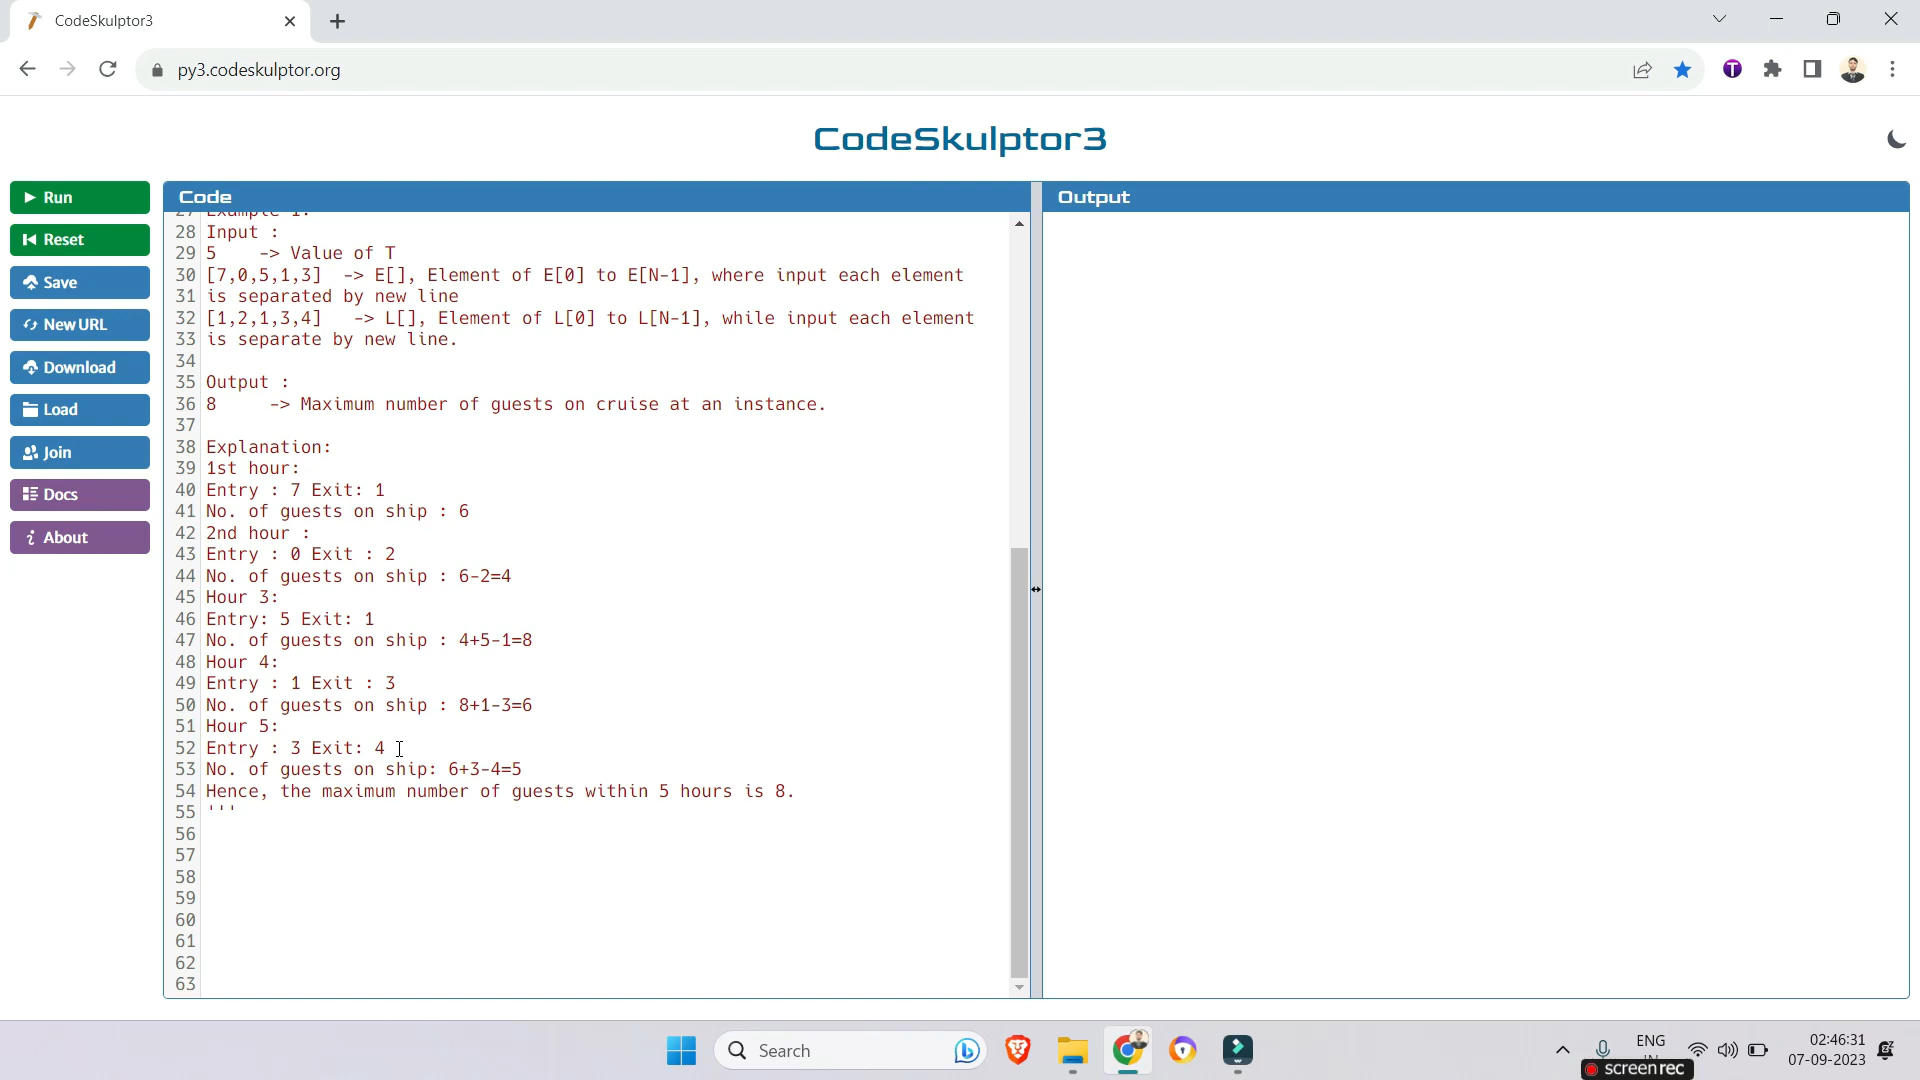 CodeSkulptor3
py3.codeskulptor.org
CodeSkulptor3
Run
Reset
Save
New URL
Download
Load
Join
Docs
About
Code
27 Example 1:
28 Input :
29 5    -> Value of T
30 [7,0,5,1,3]  -> E[], Element of E[0] to E[N-1], where input each element
31 is separated by new line
32 [1,2,1,3,4]   -> L[], Element of L[0] to L[N-1], while input each element
33 is separate by new line.
34
35 Output :
36 8     -> Maximum number of guests on cruise at an instance.
37
38 Explanation:
39 1st hour:
40 Entry : 7 Exit: 1
41 No. of guests on ship : 6
42 2nd hour :
43 Entry : 0 Exit : 2
44 No. of guests on ship : 6-2=4
45 Hour 3:
46 Entry: 5 Exit: 1
47 No. of guests on ship : 4+5-1=8
48 Hour 4:
49 Entry : 1 Exit : 3
50 No. of guests on ship : 8+1-3=6
51 Hour 5:
52 Entry : 3 Exit: 4
53 No. of guests on ship: 6+3-4=5
54 Hence, the maximum number of guests within 5 hours is 8.
55 '''
56
57
58
59
60
61
62
63
Output
Search
ENG
02:46:31
07-09-2023
screenrec